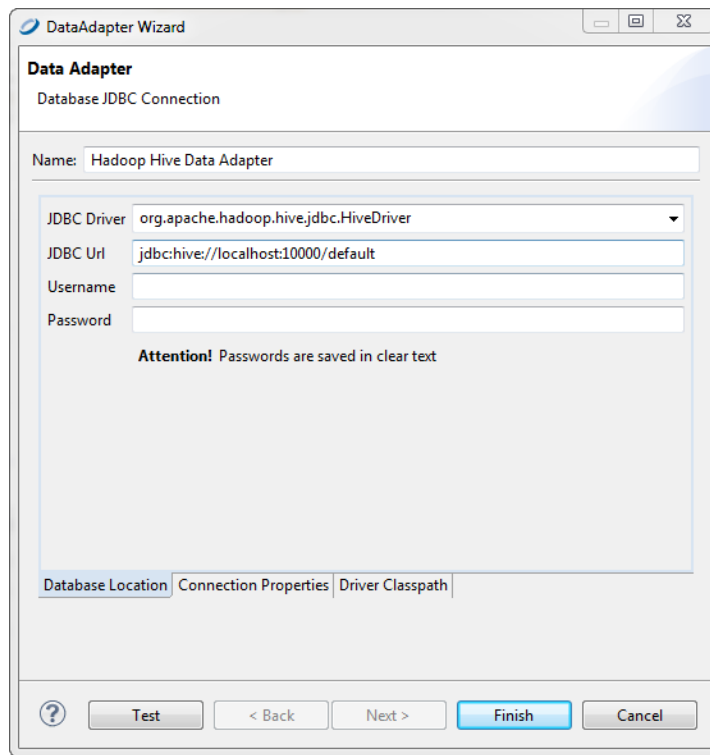 DataAdapter Wizard
Data Adapter
Database JDBC Connection
Name: Hadoop Hive Data Adapter
JDBC Driver org.apache.hadoop.hive.jdbc.HiveDriver
JDBC Url jdbc:hive://localhost:10000/default
Username
Password
Attention! Passwords are saved in clear text
Database Location Connection Properties Driver Classpath
? Test < Back Next > Finish Cancel